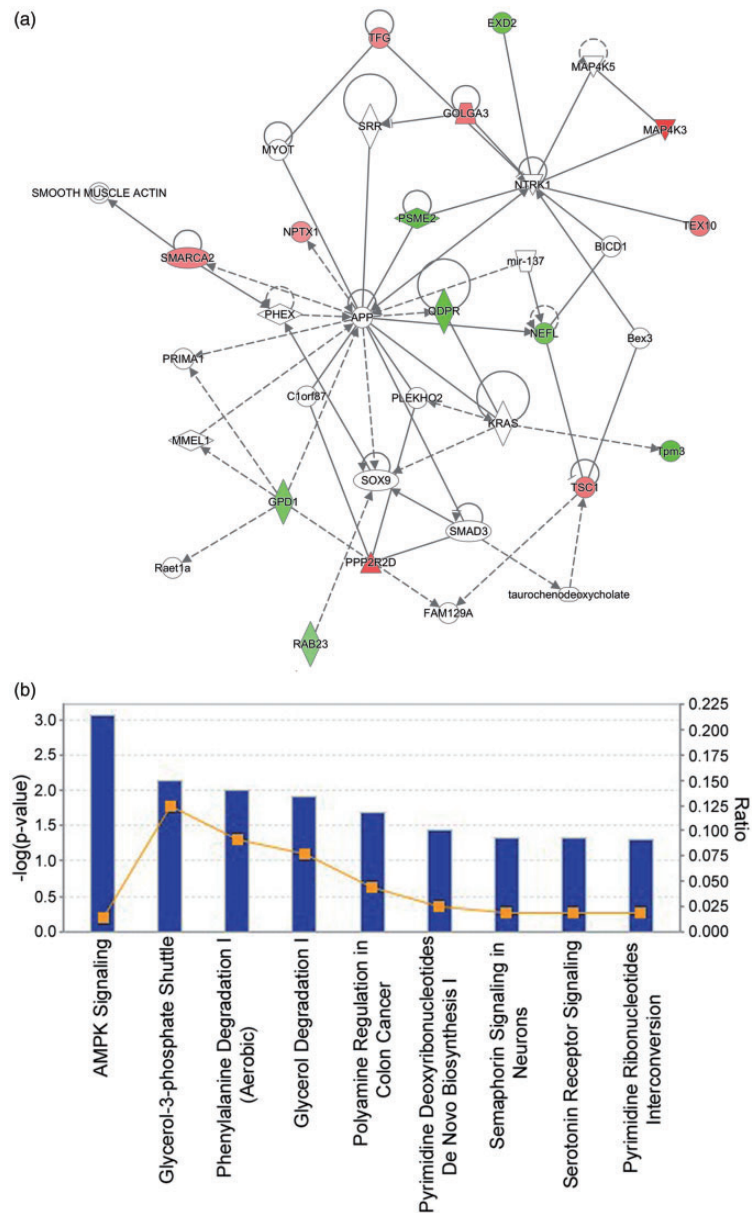 (a)
EXD2
TFG
MAP4K5
GOLGA3
SRR
MAP4K3
MYOT
NTRK1
SMOOTH MUSCLE ACTIN
PSME2
NPTX1
TEX10
BICD1
SMARCA2
mir-137
PHEX
APP
QDPR
NEFL
Bex3
PRIMA1
C1orf87
PLEKHO2
KRAS
MMEL1
Tpm3
SOX9
TSC1
GPD1
SMAD3
Raet1a
PPP2R2D
taurochenodeoxycholate
FAM129A
RAB23
(b)
-log(p-value)
3.0
2.5
2.0
1.5
1.0
0.5
0.0
0.225
0.200
0.175
0.150
0.125
0.100
0.075
0.050
0.025
0.000
Ratio
AMPK Signaling
Glycerol-3-phosphate Shuttle
Phenylalanine Degradation I
(Aerobic)
Glycerol Degradation I
Polyamine Regulation in
Colon Cancer
Pyrimidine Deoxyribonucleotides
De Novo Biosynthesis I
Semaphorin Signaling in
Neurons
Serotonin Receptor Signaling
Pyrimidine Ribonucleotides
Interconversion